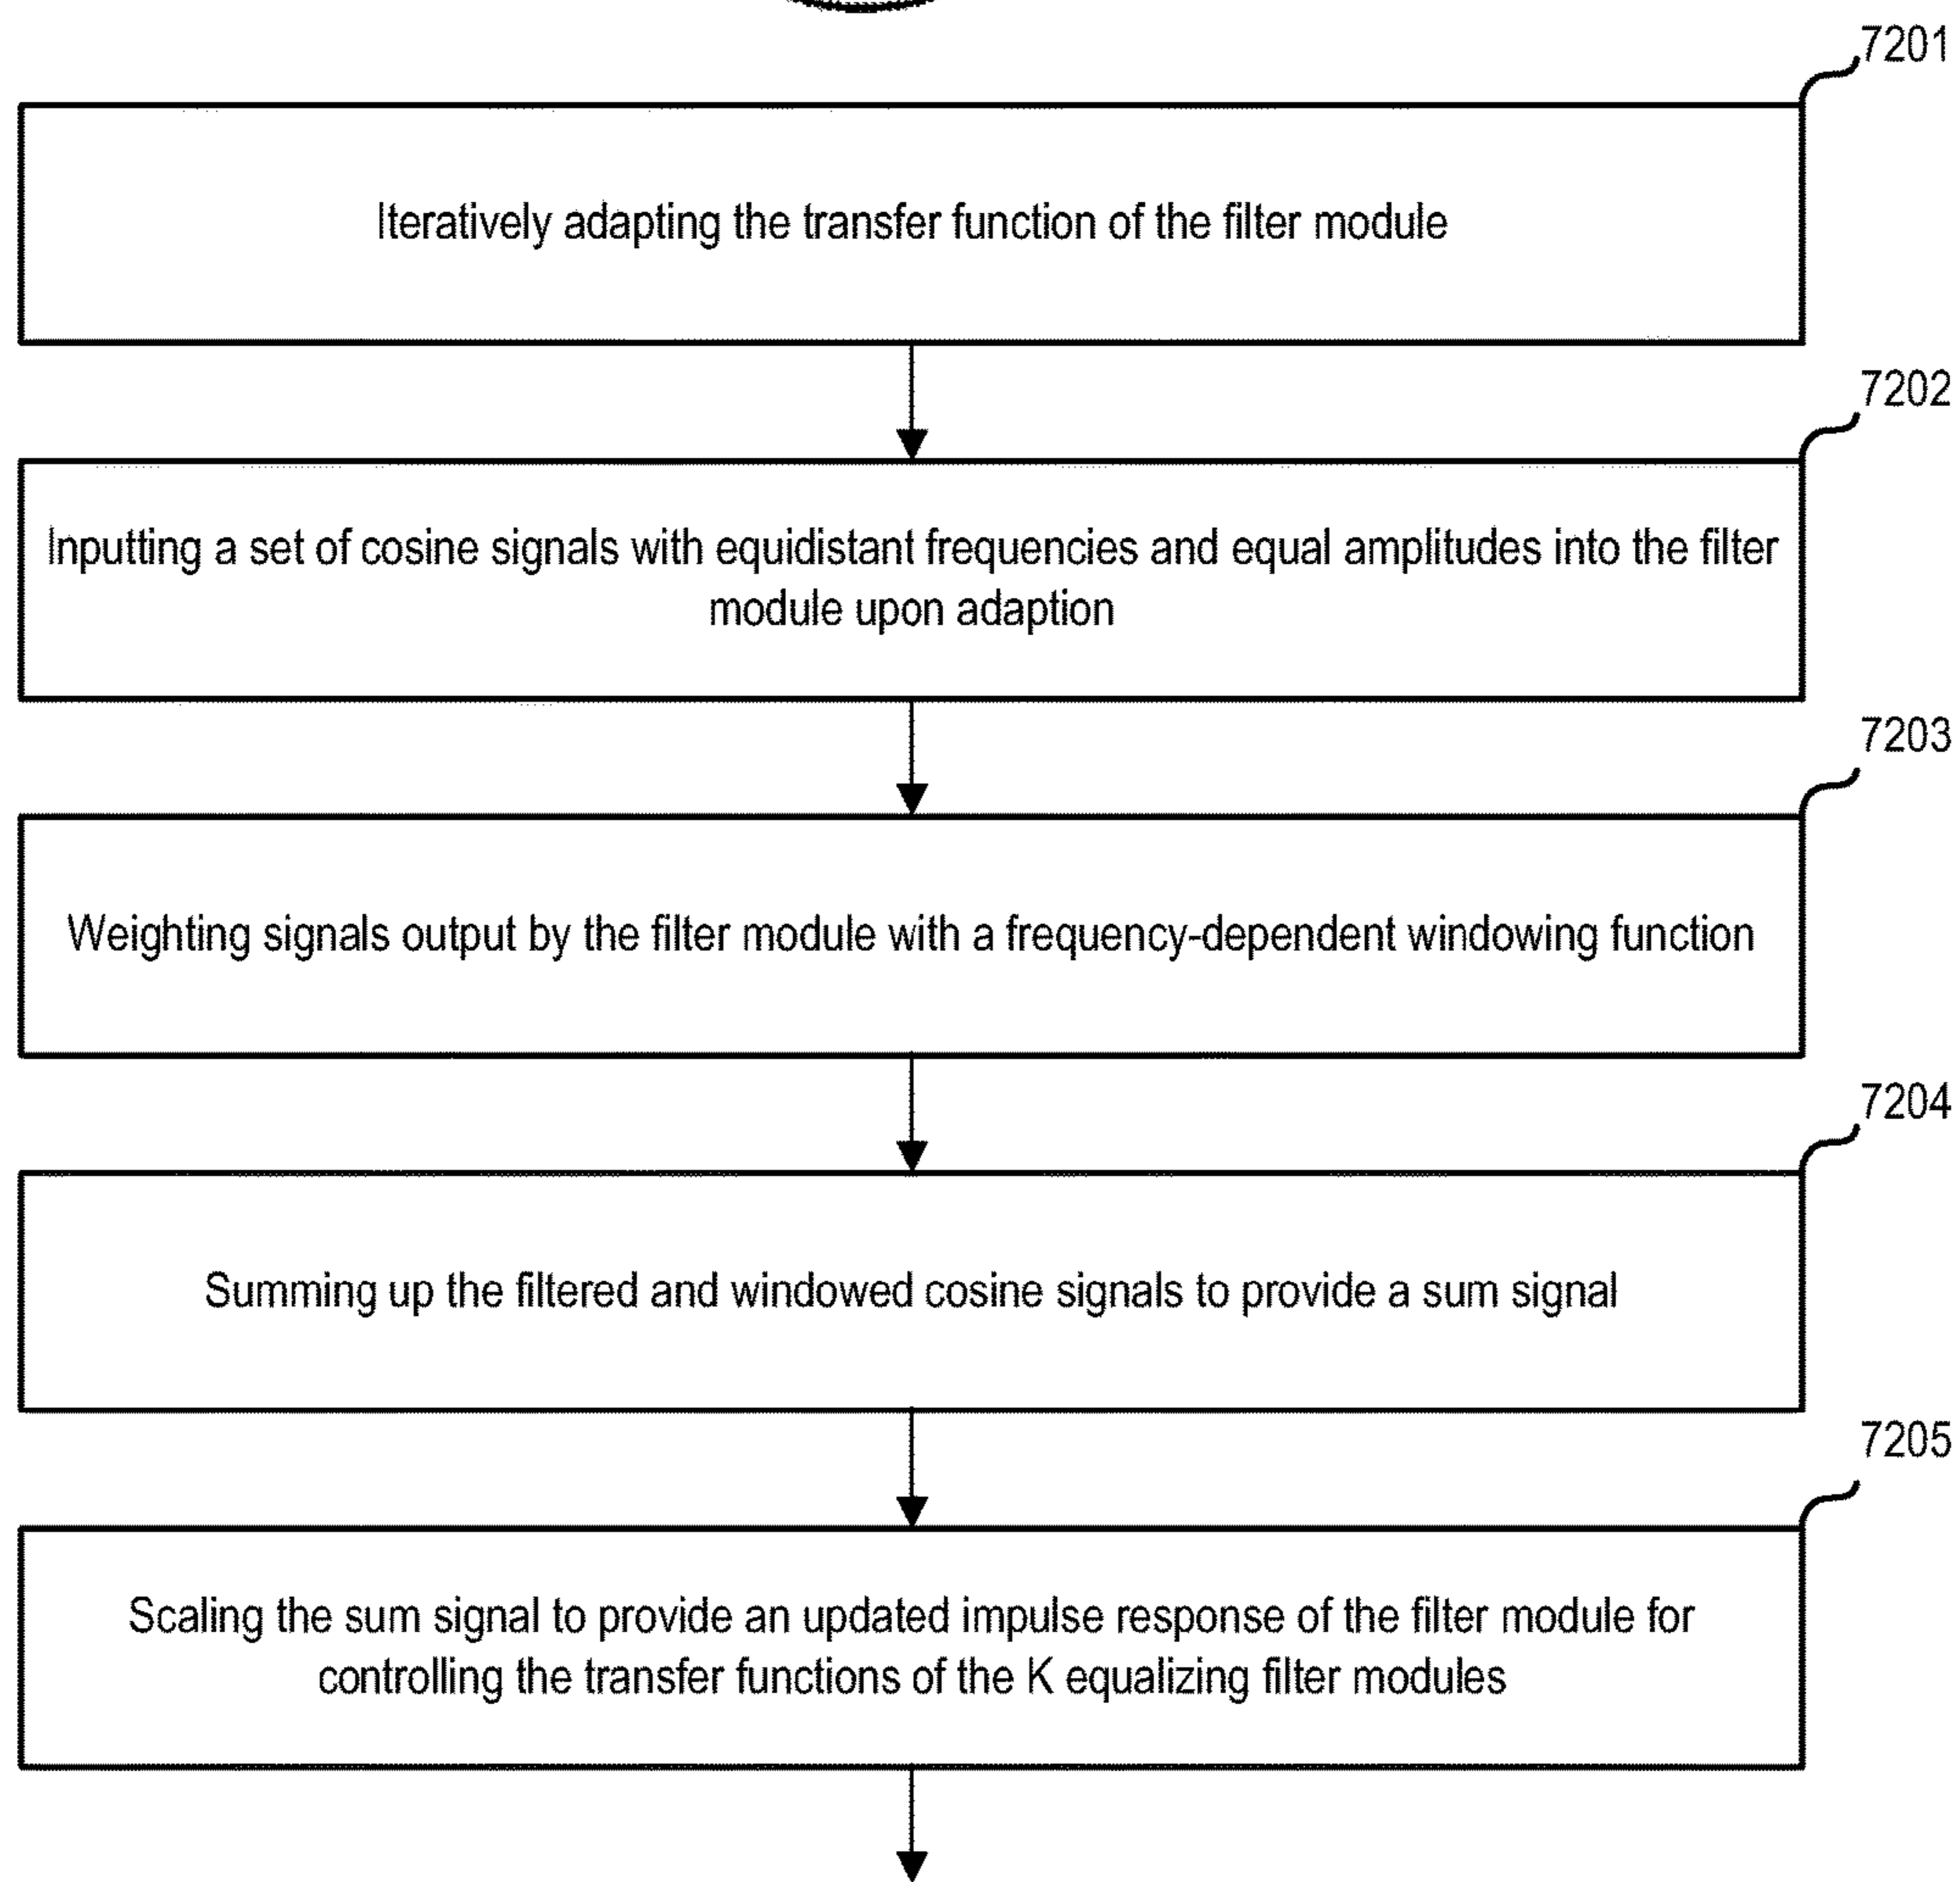 7201
Iteratively adapting the transfer function of the filter module
7202
Inputting a set of cosine signals with equidistant frequencies and equal amplitudes into the filter
module upon adaption
7203
Weighting signals output by the filter module with a frequency-dependent windowing function
7204
Summing up the filtered and windowed cosine signals to provide a sum signal
7205
Scaling the sum signal to provide an updated impulse response of the filter module for
controlling the transfer functions of the K equalizing filter modules